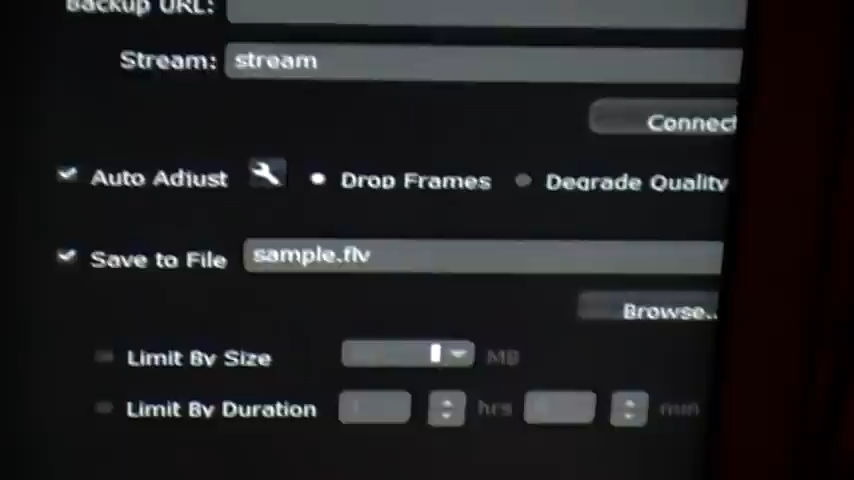 Backup URL:
Stream: stream
Connect
Auto Adjust Drop Frames Degrade Quality
Save to File sample.flv
Browse..
Limit By Size MB
Limit By Duration hrs min